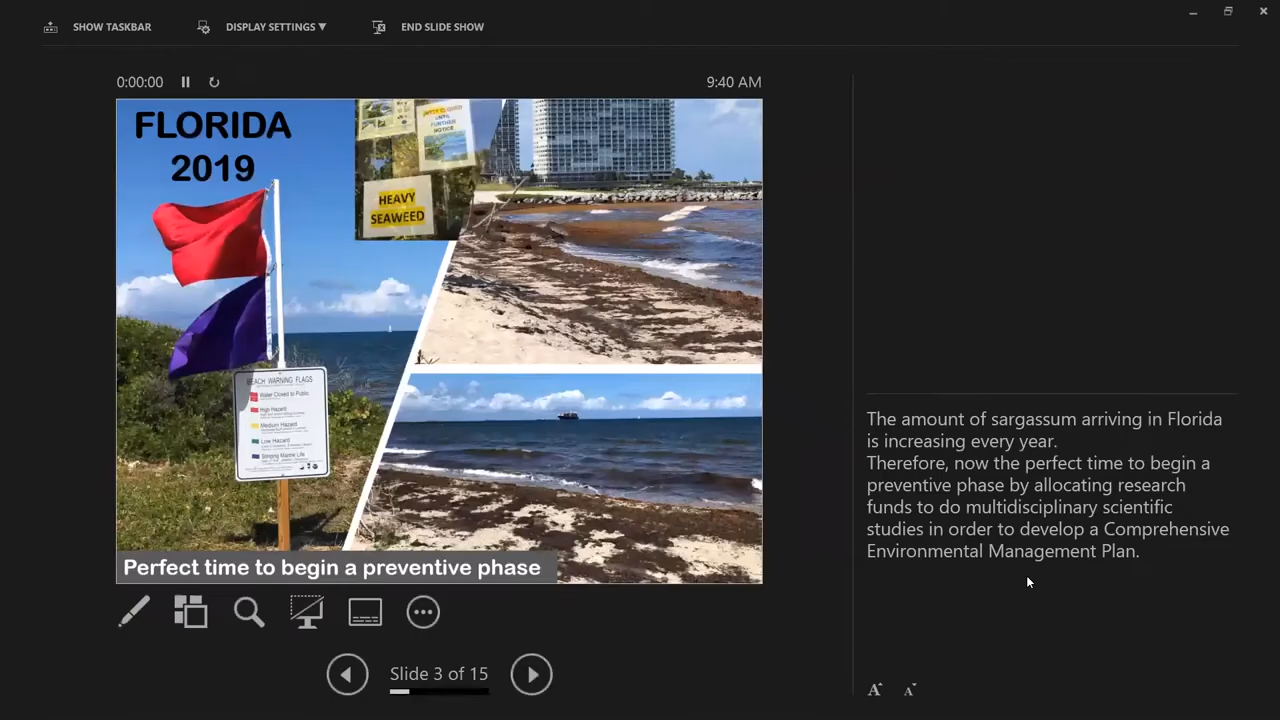 SHOW TASKBAR
DISPLAY SETTINGS ▼
END SLIDE SHOW
0:00:00
9:40 AM
FLORIDA
2019
UNTIL
FURTHER
NOTICE
HEAVY
SEAWEED
BEACH WARNING FLAGS
Water Closed to Public
High Hazard
Medium Hazard
Low Hazard
Stinging Marine Life
Perfect time to begin a preventive phase
The amount of sargassum arriving in Florida
is increasing every year.
Therefore, now the perfect time to begin a
preventive phase by allocating research
funds to do multidisciplinary scientific
studies in order to develop a Comprehensive
Environmental Management Plan.
Slide 3 of 15
A
A